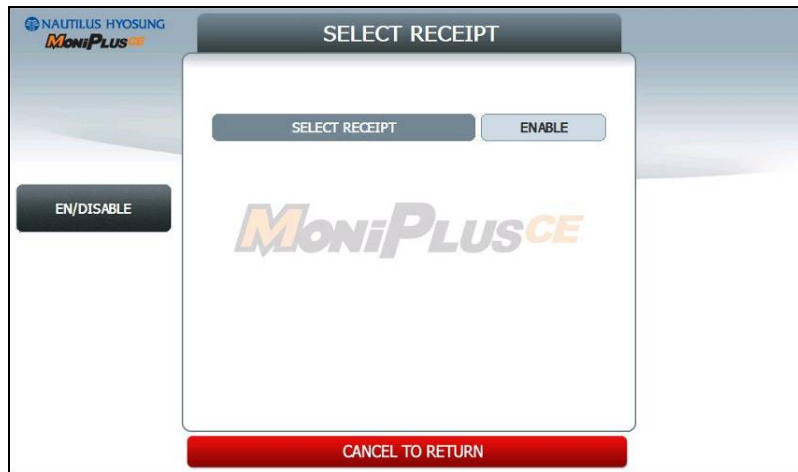 NAUTILUS HYOSUNG
MoniPlusCE
SELECT RECEIPT
SELECT RECEIPT ENABLE
EN/DISABLE
MoniPlusCE
CANCEL TO RETURN